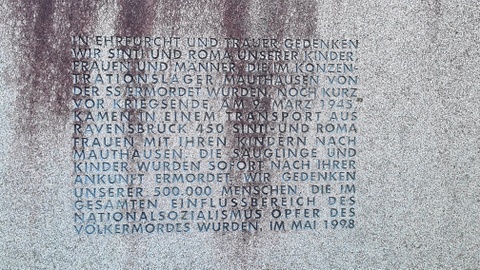 IN EHRFURCHT UND TRAUER GEDENKEN
WIR SINTI UND ROMA UNSERER KINDER,
FRAUEN UND MÄNNER, DIE IM KONZEN-
TRATIONSLAGER MAUTHAUSEN VON
DER SS ERMORDET WURDEN. NOCH KURZ
VOR KRIEGSENDE, AM 9. MÄRZ 1945,
KAMEN IN EINEM TRANSPORT AUS
RAVENSBRÜCK 450 SINTI- UND ROMA
FRAUEN MIT IHREN KINDERN NACH
MAUTHAUSEN. DIE SÄUGLINGE UND
KINDER WURDEN SOFORT NACH IHRER
ANKUNFT ERMORDET. WIR GEDENKEN
UNSERER 500.000 MENSCHEN, DIE IM
GESAMTEN EINFLUSSBEREICH DES
NATIONALSOZIALISMUS OPFER DES
VÖLKERMORDES WURDEN. IM MAI 1998